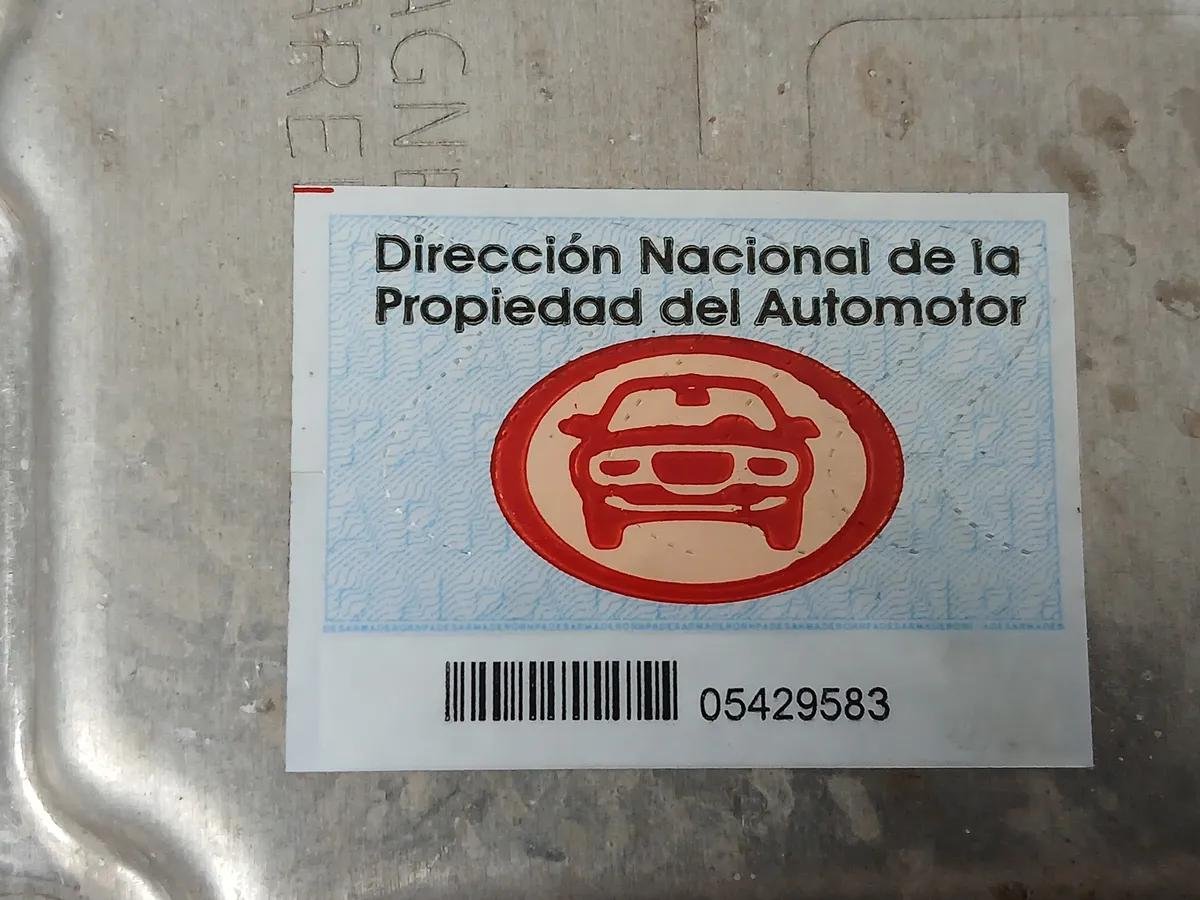 Dirección Nacional de la
Propiedad del Automotor
05429583